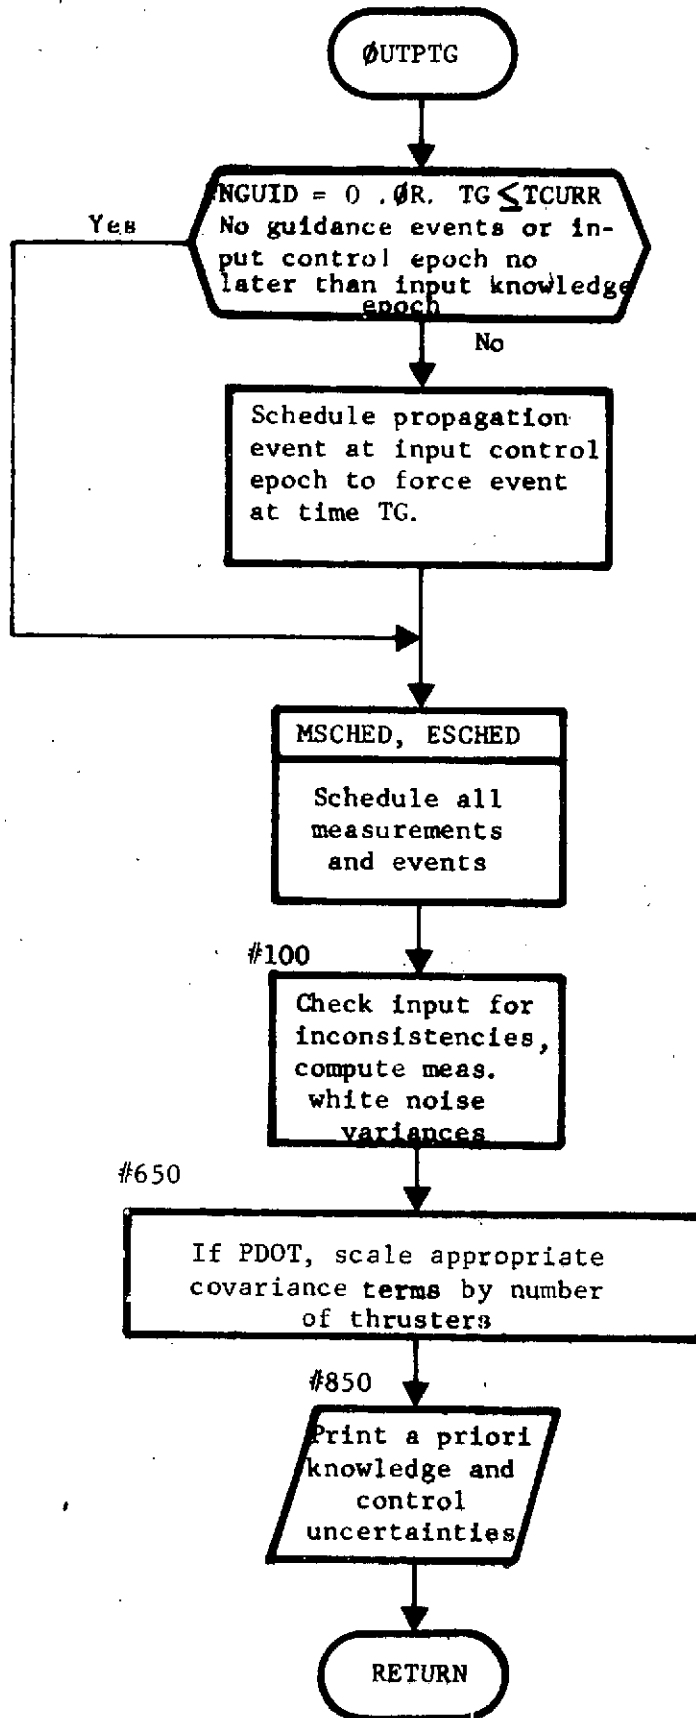 ØUTPTG
NGUID = 0 .ØR. TG ≤ TCURR
Yes
No guidance events or in-
put control epoch no
later than input knowledge
epoch
No
Schedule propagation
event at input control
epoch to force event
at time TG.
MSCHED, ESCHED
Schedule all
measurements
and events
#100
Check input for
inconsistencies,
compute meas.
white noise
variances
#650
If PDOT, scale appropriate
covariance terms by number
of thrusters
#850
Print a priori
knowledge and
control
uncertainties
RETURN